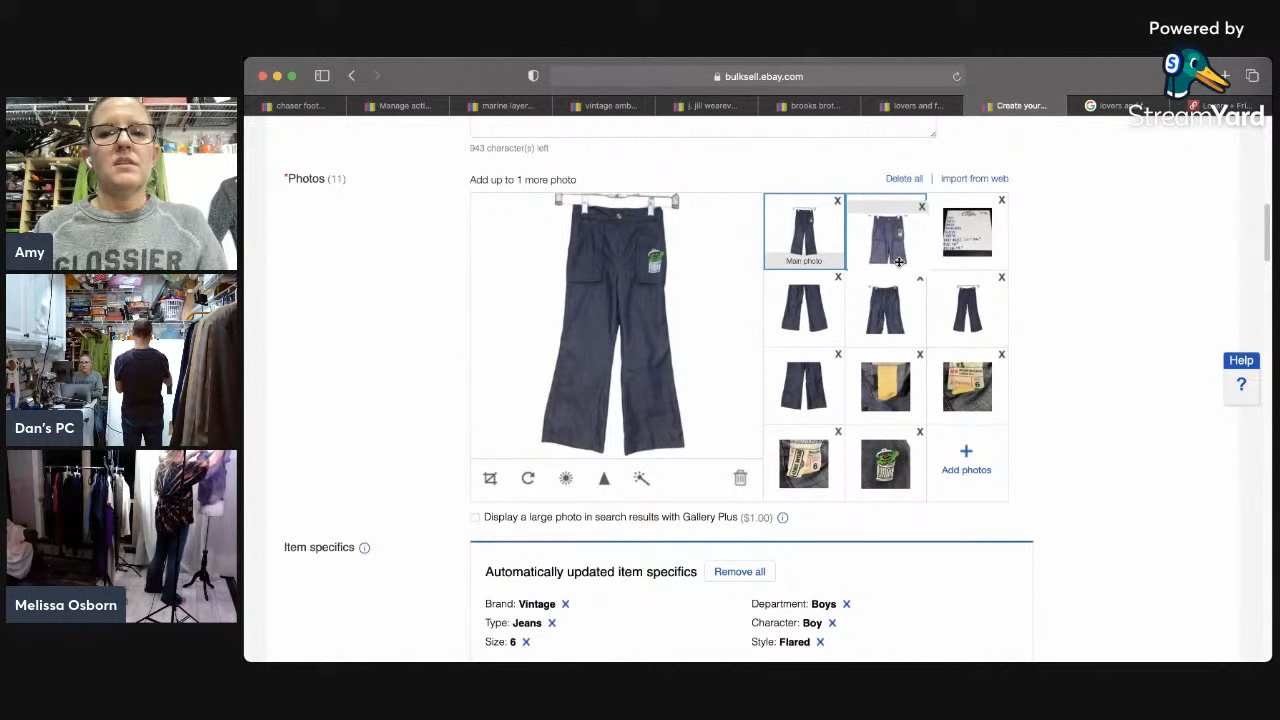 Powered by
S
StreamYard
bulksell.ebay.com
chaser foot...
Manage acti...
marine layer...
vintage amb...
j. jill wearev...
brooks brot...
lovers and f...
Create your...
943 character(s) left
*Photos (11)
Add up to 1 more photo
Delete all | Import from web
Main photo
6
6
6
Add photos
Display a large photo in search results with Gallery Plus ($1.00)
Help
?
Item specifics
Automatically updated item specifics
Remove all
Brand: Vintage X
Department: Boys X
Type: Jeans X
Character: Boy X
Size: 6 X
Style: Flared X
GLOSSIER
Amy
Dan's PC
Melissa Osborn